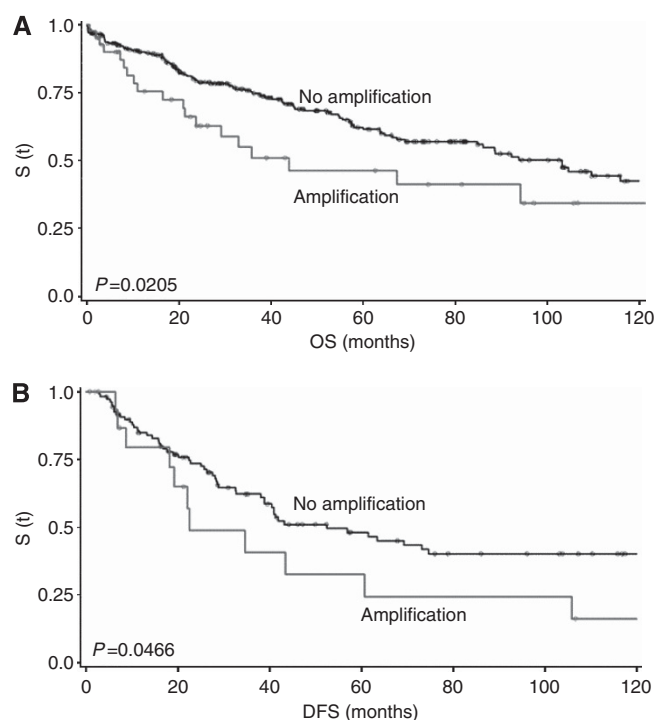 A
1.0
0.75
0.5
0.25
0.0
S (t)
No amplification
Amplification
P=0.0205
0 20 40 60 80 100 120
OS (months)
B
1.0
0.75
0.5
0.25
0.0
S (t)
No amplification
Amplification
P=0.0466
0 20 40 60 80 100 120
DFS (months)